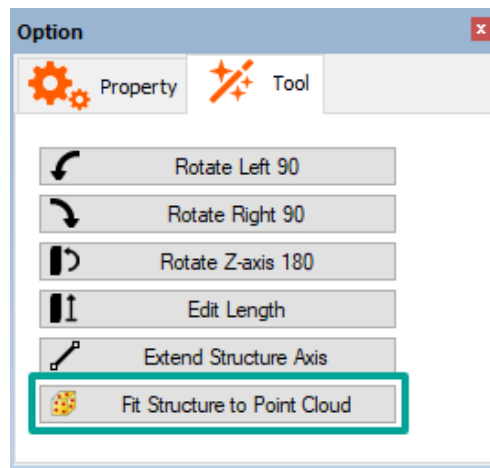 Option
Property
Tool
Rotate Left 90
Rotate Right 90
Rotate Z-axis 180
Edit Length
Extend Structure Axis
Fit Structure to Point Cloud